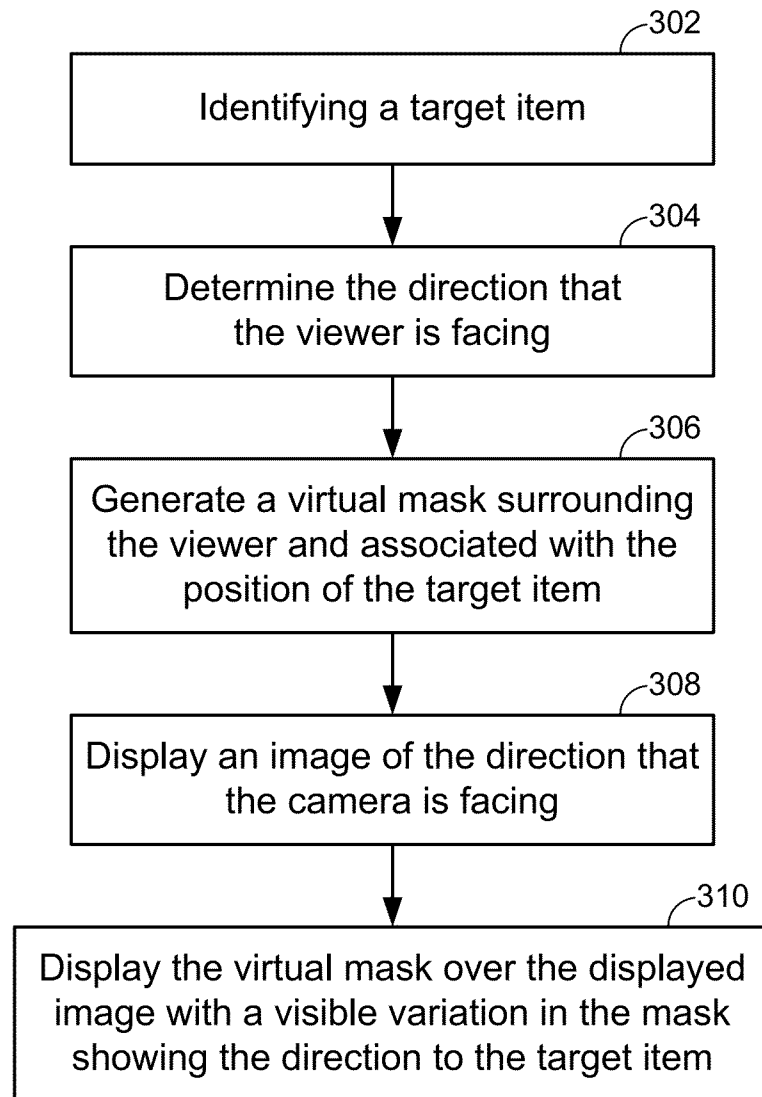 302
Identifying a target item
304
Determine the direction that
the viewer is facing
306
Generate a virtual mask surrounding
the viewer and associated with the
position of the target item
308
Display an image of the direction that
the camera is facing
310
Display the virtual mask over the displayed
image with a visible variation in the mask
showing the direction to the target item